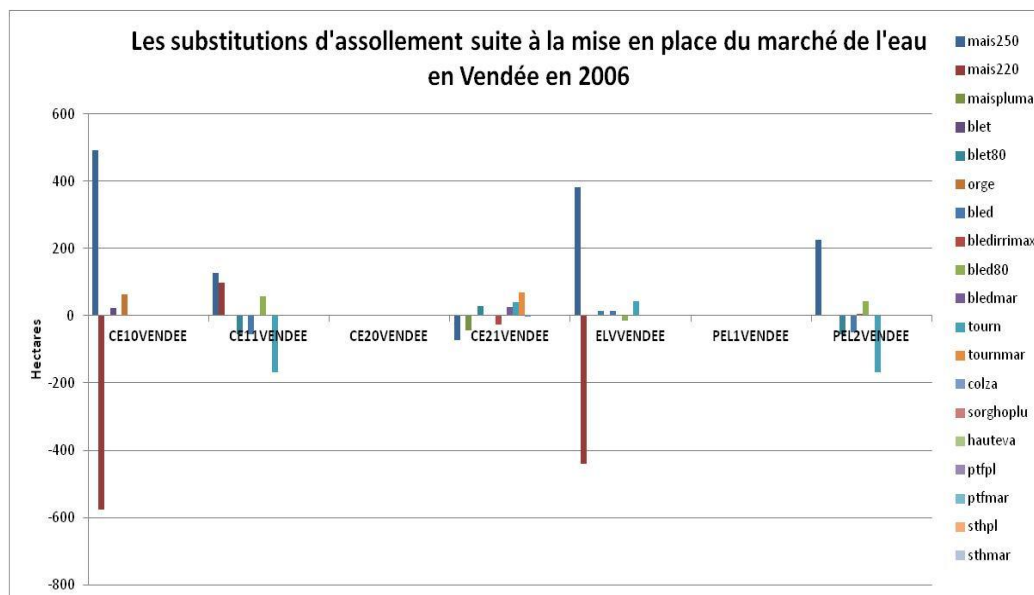 Les substitutions d'assollement suite à la mise en place du marché de l'eau
en Vendée en 2006
600
400
200
0
-200
-400
-600
-800
Hectares
CE10VENDEE
CE11VENDEE
CE20VENDEE
CE21VENDEE
ELVVENDEE
PEL1VENDEE
PEL2VENDEE
mais250
mais220
maispluma
blet
blet80
orge
bled
bledirrimax
bled80
bledmar
tourn
tournmar
colza
sorghoplu
hauteva
ptfpl
ptfmar
sthpl
sthmar